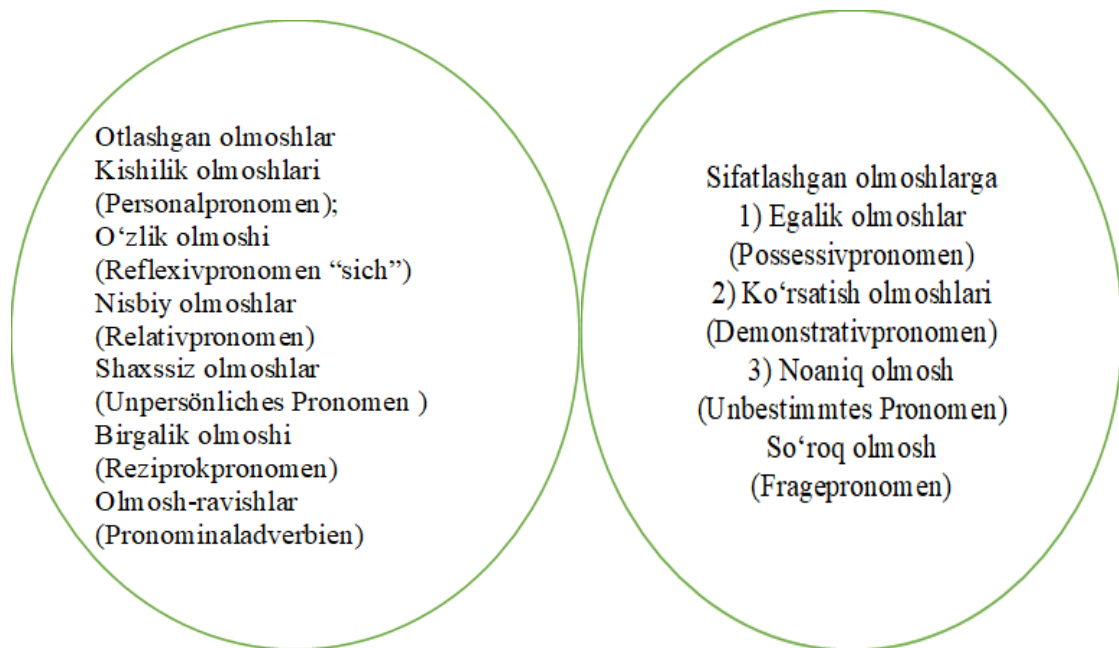 Otlashgan olmoshlar
Kishilik olmoshlari
(Personalpronomen);
O‘zlik olmoshi
(Reflexivpronomen “sich”)
Nisbiy olmoshlar
(Relativpronomen)
Shaxssiz olmoshlar
(Unpersönliches Pronomen )
Birgalik olmoshi
(Reziprokpronomen)
Olmosh-ravishlar
(Pronominaladverbien)
Sifatlashgan olmoshlarga
1) Egalik olmoshlar
(Possessivpronomen)
2) Ko‘rsatish olmoshlari
(Demonstrativpronomen)
3) Noaniq olmosh
(Unbestimmtes Pronomen)
So‘roq olmosh
(Fragepronomen)